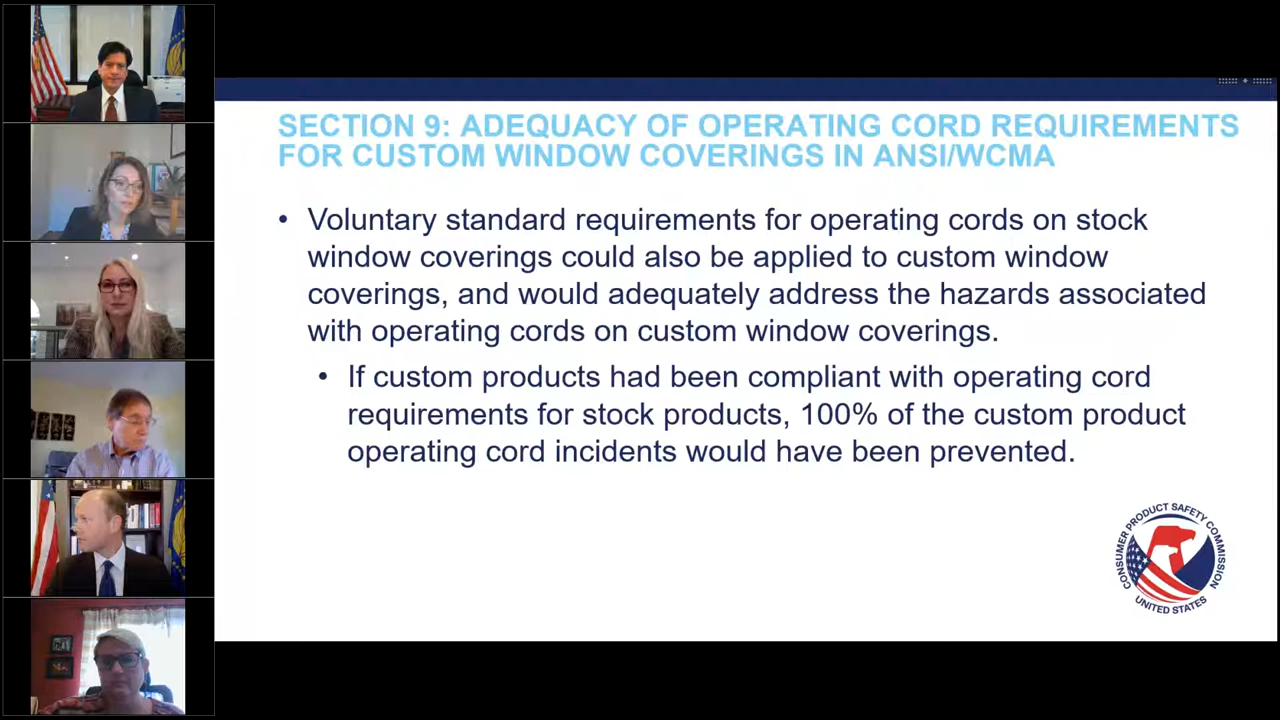 SECTION 9: ADEQUACY OF OPERATING CORD REQUIREMENTS
FOR CUSTOM WINDOW COVERINGS IN ANSI/WCMA
• Voluntary standard requirements for operating cords on stock
window coverings could also be applied to custom window
coverings, and would adequately address the hazards associated
with operating cords on custom window coverings.
• If custom products had been compliant with operating cord
requirements for stock products, 100% of the custom product
operating cord incidents would have been prevented.
CONSUMER PRODUCT SAFETY COMMISSION
UNITED STATES